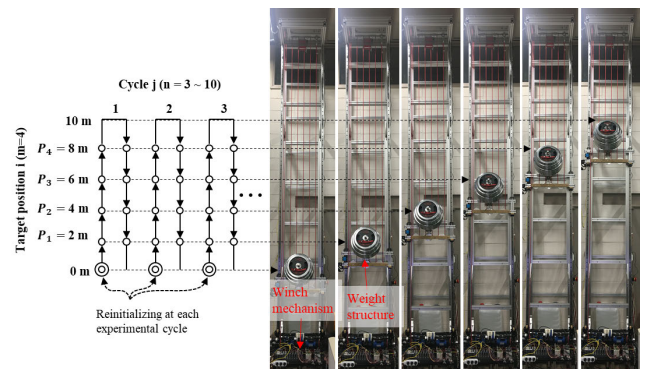 Cycle j (n = 3 ~ 10)
1 2 3
Target position i (m=4)
10 m
P₄ = 8 m
P₃ = 6 m
P₂ = 4 m
P₁ = 2 m
0 m
Reinitializing at each
experimental cycle
Winch
mechanism
Weight
structure